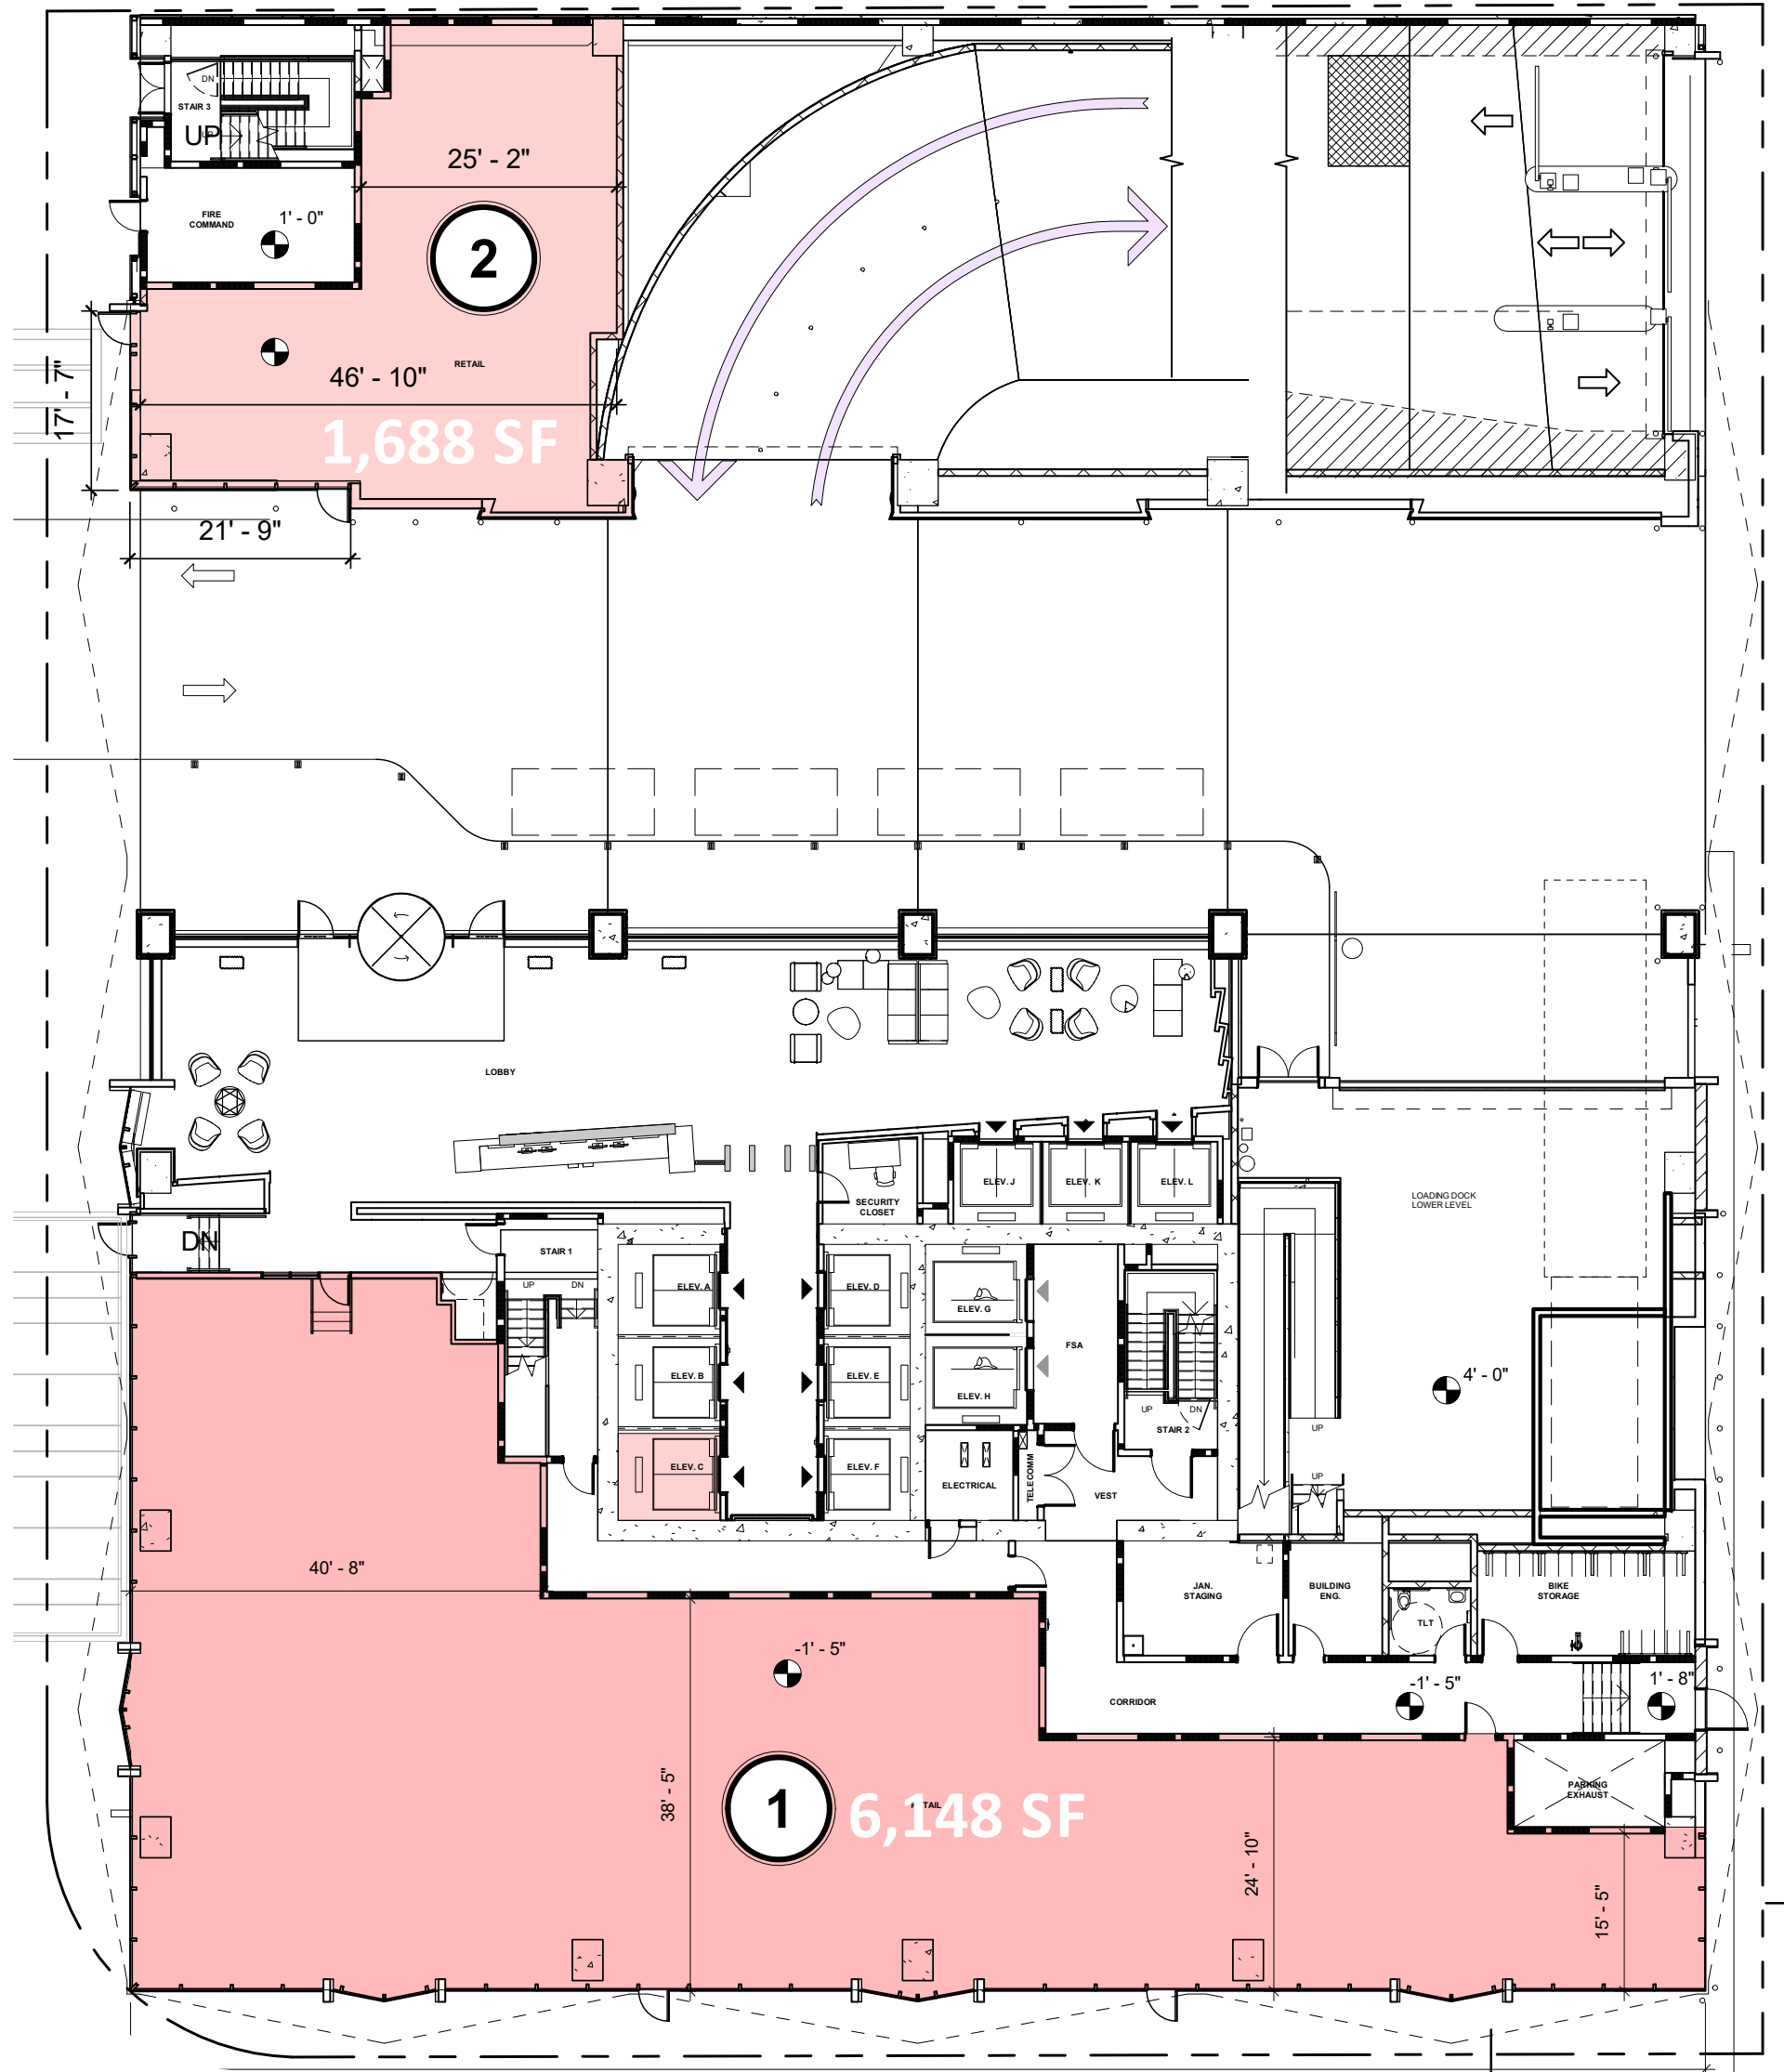 DN
STAIR 3
UP
UP
25' - 2"
FIRE
COMMAND
1' - 0"
2
RETAIL
46' - 10"
17' - 7"
1,688 SF
21' - 9"
LOBBY
ELEV. J
ELEV. K
ELEV. L
SECURITY
CLOSET
LOADING DOCK
LOWER LEVEL
DN
STAIR 1
UP
DN
ELEV. A
ELEV. D
ELEV. G
FSA
ELEV. B
ELEV. E
ELEV. H
4' - 0"
UP
DN
STAIR 2
UP
ELEV. C
ELEV. F
ELECTRICAL
TELECOMM
VEST
UP
40' - 8"
JAN.
STAGING
BUILDING
ENG.
TLT
BIKE
STORAGE
-1' - 5"
CORRIDOR
-1' - 5"
1' - 8"
38' - 5"
1
6,148 SF
PARKING
EXHAUST
24' - 10"
15' - 5"